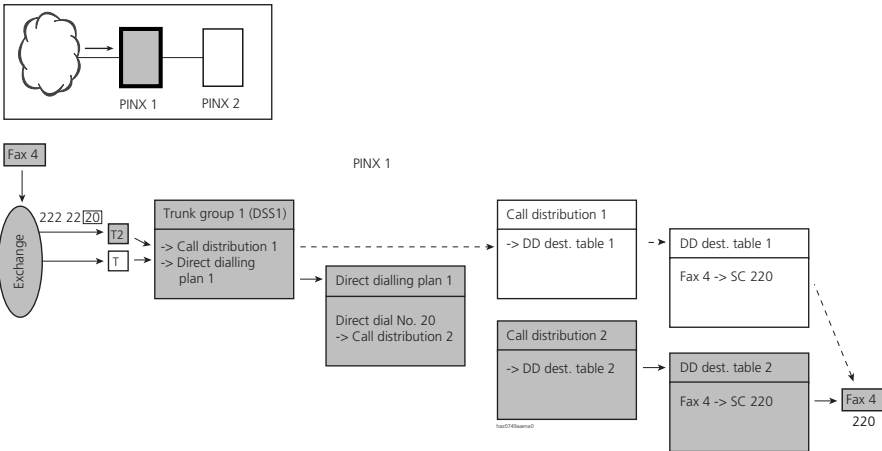 PINX 1
PINX 2
Fax 4
PINX 1
222 22 20
Exchange
T2
T
Trunk group 1 (DSS1)
-> Call distribution 1
-> Direct dialling
plan 1
Direct dialling plan 1
Direct dial No. 20
-> Call distribution 2
Call distribution 1
-> DD dest. table 1
DD dest. table 1
Fax 4 -> SC 220
Call distribution 2
-> DD dest. table 2
DD dest. table 2
Fax 4 -> SC 220
Fax 4
220